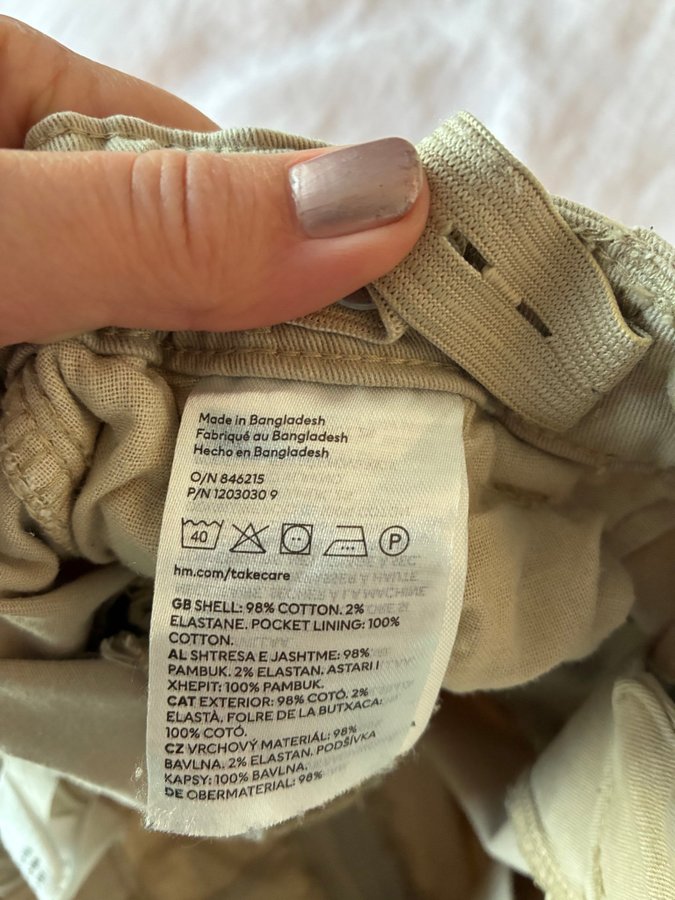 Made in Bangladesh
Fabriqué au Bangladesh
Hecho en Bangladesh
O/N 846215
P/N 1203030 9
40 P
hm.com/takecare
GB SHELL: 98% COTTON. 2%
ELASTANE. POCKET LINING: 100%
COTTON.
AL SHTRESA E JASHTME: 98%
PAMBUK. 2% ELASTAN. ASTARI I
XHEPIT: 100% PAMBUK.
CAT EXTERIOR: 98% COTÓ. 2%
ELASTÀ. FOLRE DE LA BUTXACA:
100% COTÓ.
CZ VRCHOVÝ MATERIÁL: 98%
BAVLNA. 2% ELASTAN. PODŠÍVKA
KAPSY: 100% BAVLNA.
DE OBERMATERIAL: 98%